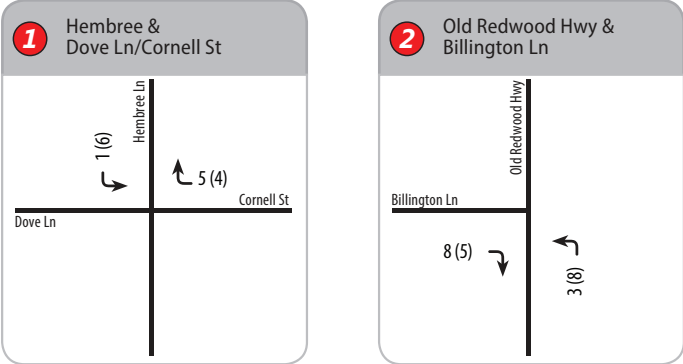 1
Hembree &
Dove Ln/Cornell St
Hembree Ln
1 (6)
5 (4)
Cornell St
Dove Ln
2
Old Redwood Hwy &
Billington Ln
Old Redwood Hwy
Billington Ln
8 (5)
3 (8)